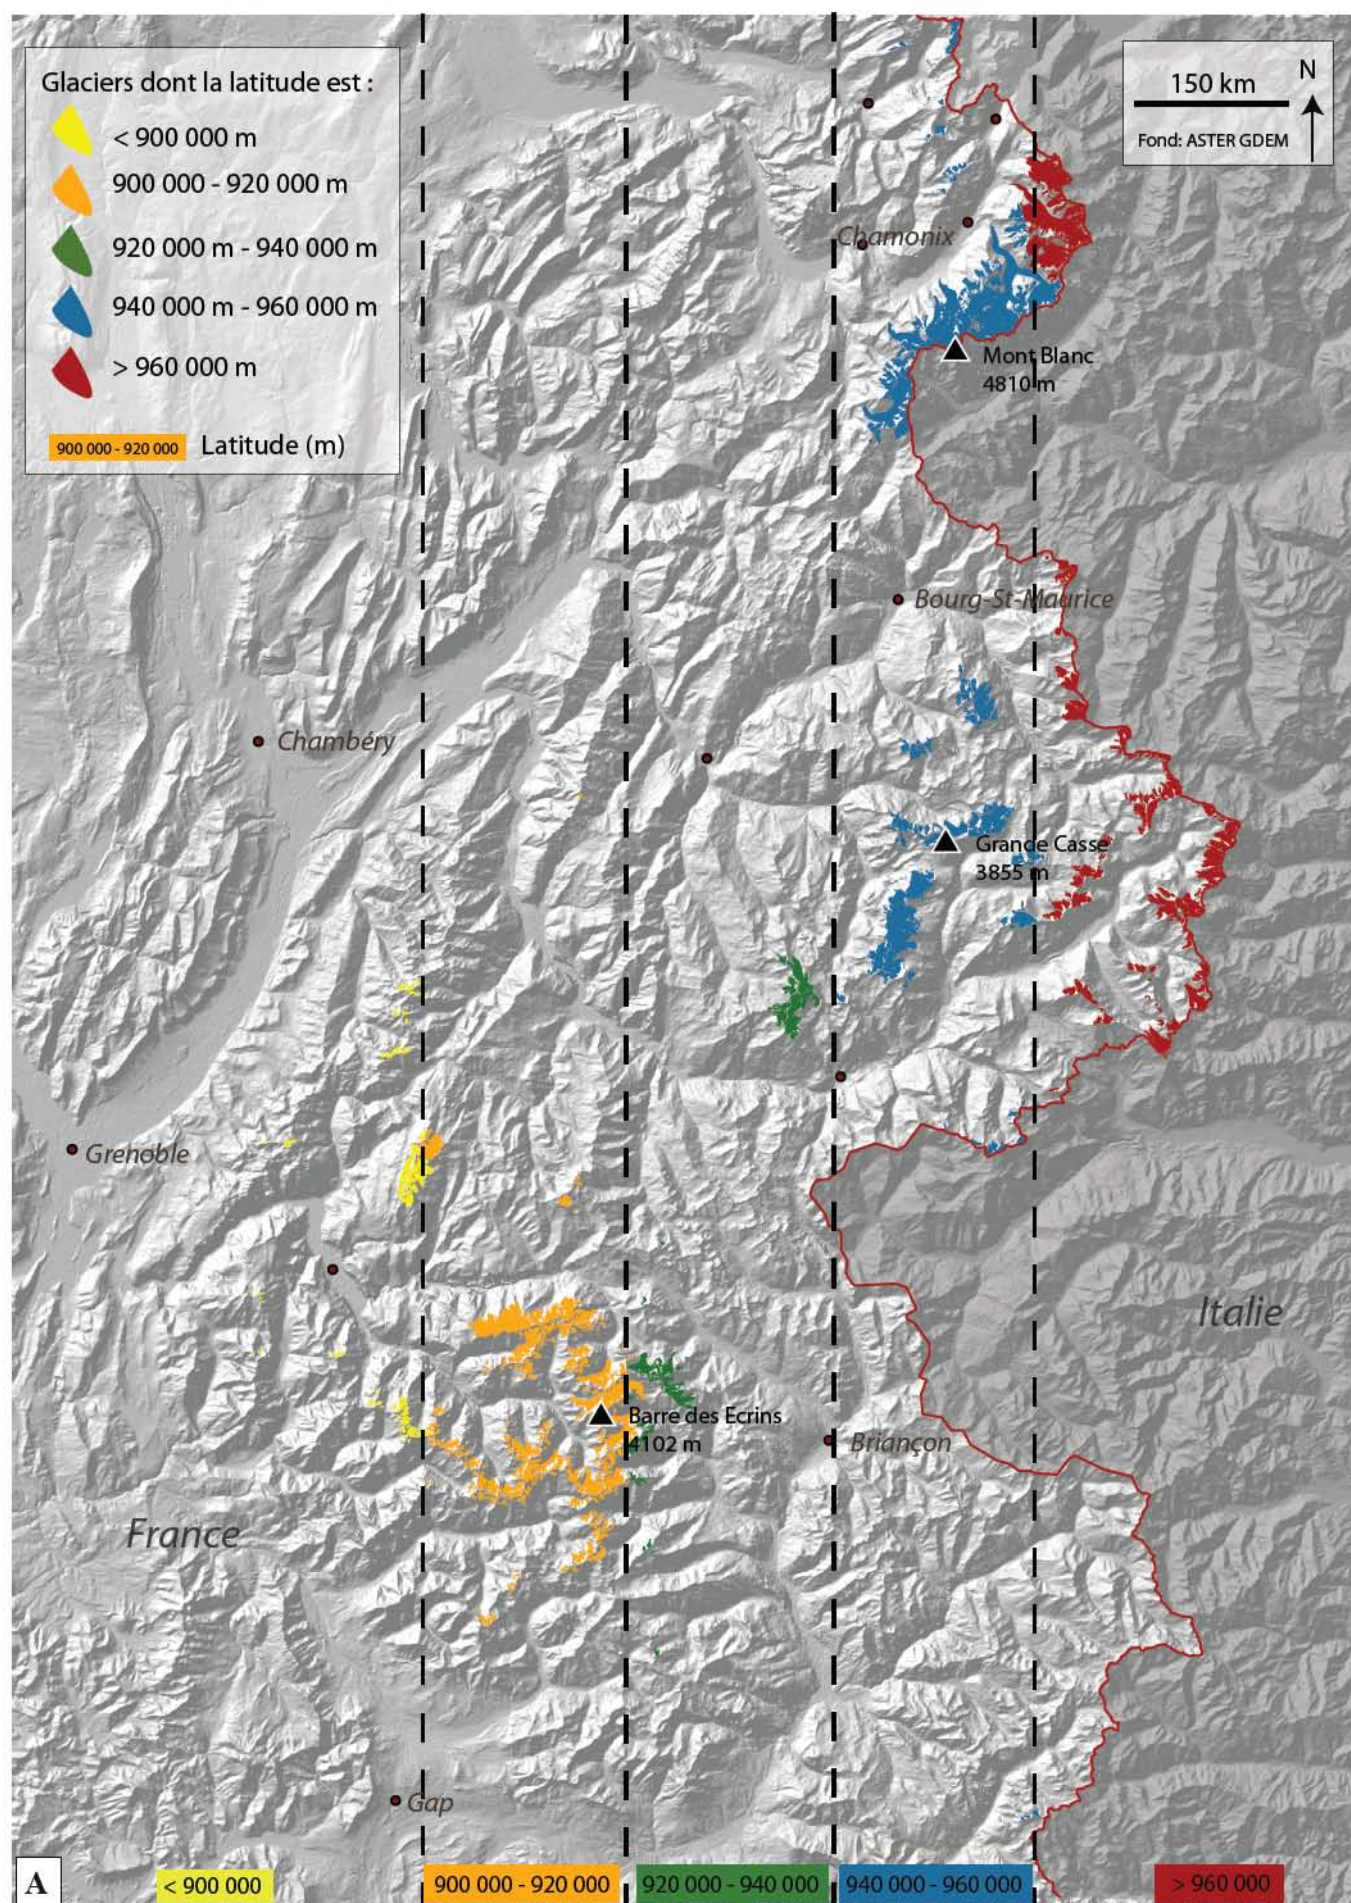 Glaciers dont la latitude est :
< 900 000 m
900 000 - 920 000 m
920 000 m - 940 000 m
940 000 m - 960 000 m
> 960 000 m
900 000 - 920 000 Latitude (m)
150 km
N
Fond: ASTER GDEM
Chamonix
Mont Blanc
4810 m
Bourg-St-Maurice
Chambéry
Grande Casse
3855 m
Grenoble
Italie
Barre des Ecrins
4102 m
Briançon
France
Gap
A
< 900 000
900 000 - 920 000
920 000 - 940 000
940 000 - 960 000
> 960 000